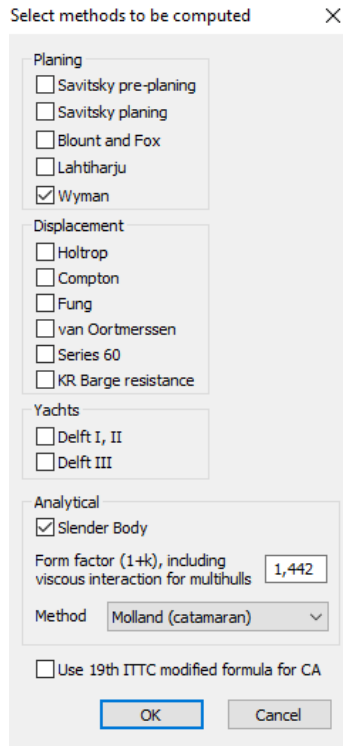 Select methods to be computed
Planing
Savitsky pre-planing
Savitsky planing
Blount and Fox
Lahtiharju
Wyman
Displacement
Holtrop
Compton
Fung
van Oortmerssen
Series 60
KR Barge resistance
Yachts
Delft I, II
Delft III
Analytical
Slender Body
Form factor (1+k), including
viscous interaction for multihulls
1,442
Method
Molland (catamaran)
Use 19th ITTC modified formula for CA
OK
Cancel